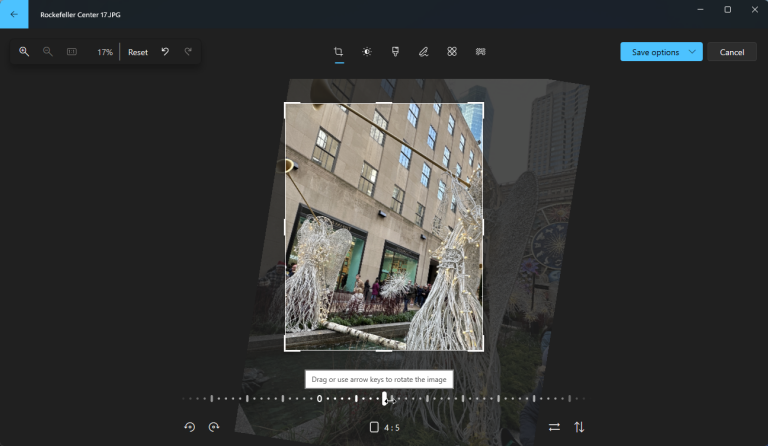 Rockefeller Center 17.JPG
17% Reset
Save options Cancel
Drag or use arrow keys to rotate the image
0
4 : 5